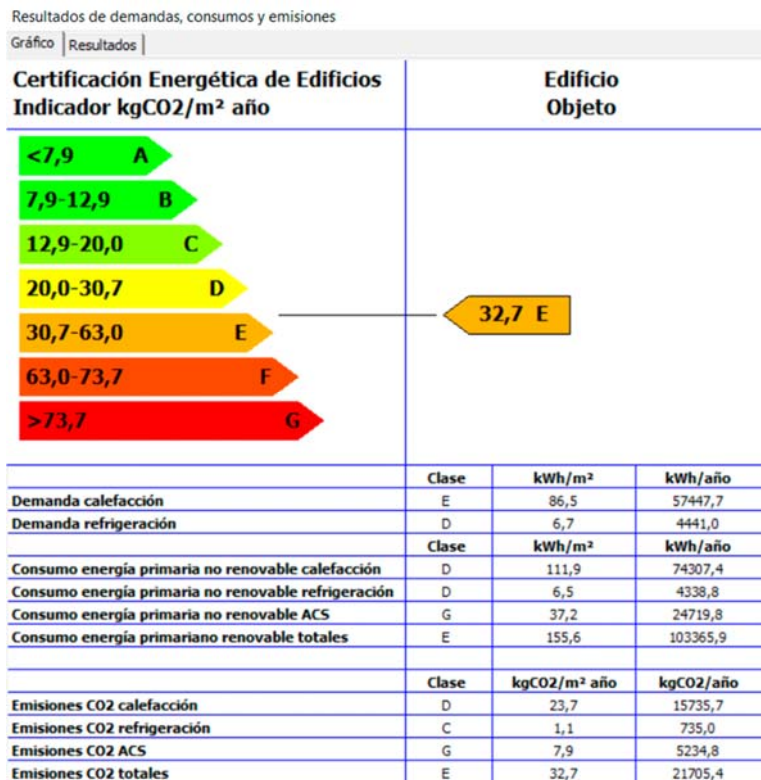 Resultados de demandas, consumos y emisiones
Gráfico Resultados
Certificación Energética de Edificios
Indicador kgCO2/m² año
Edificio
Objeto
<7,9 A
7,9-12,9 B
12,9-20,0 C
20,0-30,7 D
30,7-63,0 E
63,0-73,7 F
>73,7 G
32,7 E
Clase kWh/m² kWh/año
Demanda calefacción E 86,5 57447,7
Demanda refrigeración D 6,7 4441,0
Clase kWh/m² kWh/año
Consumo energía primaria no renovable calefacción D 111,9 74307,4
Consumo energía primaria no renovable refrigeración D 6,5 4338,8
Consumo energía primaria no renovable ACS G 37,2 24719,8
Consumo energía primariano renovable totales E 155,6 103365,9
Clase kgCO2/m² año kgCO2/año
Emisiones CO2 calefacción D 23,7 15735,7
Emisiones CO2 refrigeración C 1,1 735,0
Emisiones CO2 ACS G 7,9 5234,8
Emisiones CO2 totales E 32,7 21705,4